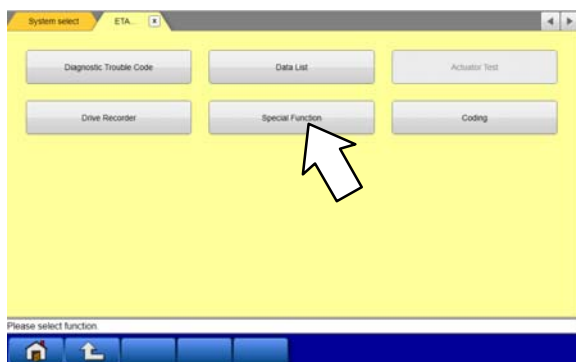 System select ETA...
Diagnostic Trouble Code Data List Actuator Test
Drive Recorder Special Function Coding
Please select function.